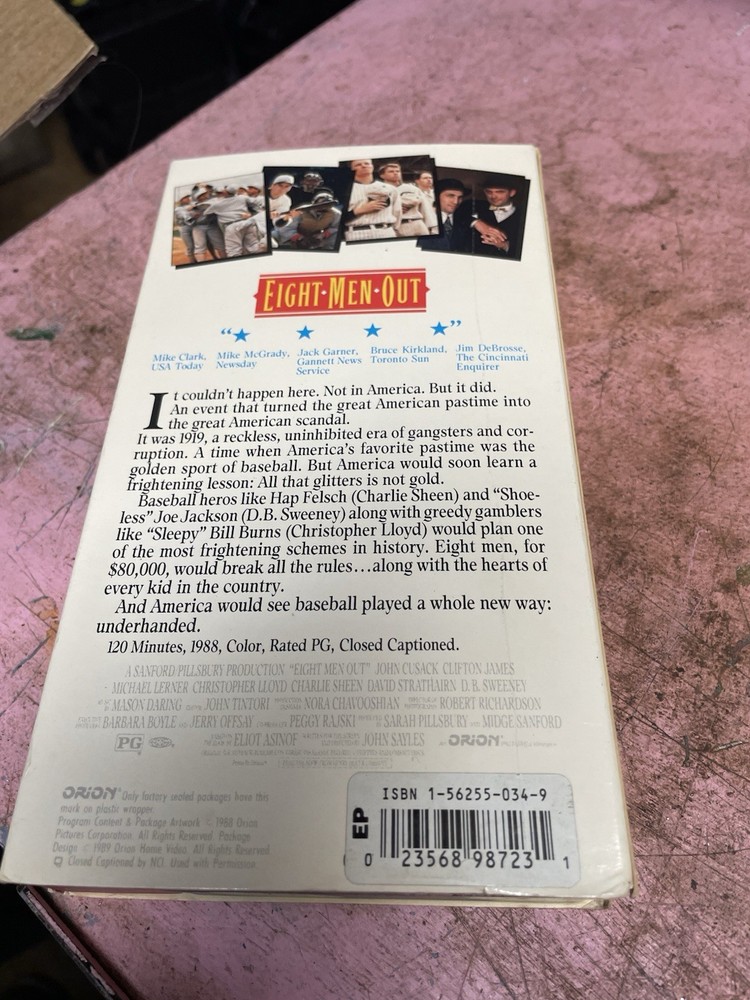 EIGHT·MEN·OUT
“★ ★ ★ ★”
Mike Clark, USA Today
Mike McGrady, Newsday
Jack Garner, Gannett News Service
Bruce Kirkland, Toronto Sun
Jim DeBrosse, The Cincinnati Enquirer
It couldn't happen here. Not in America. But it did.
An event that turned the great American pastime into
the great American scandal.
It was 1919, a reckless, uninhibited era of gangsters and cor-
ruption. A time when America's favorite pastime was the
golden sport of baseball. But America would soon learn a
frightening lesson: All that glitters is not gold.
Baseball heros like Hap Felsch (Charlie Sheen) and “Shoe-
less” Joe Jackson (D.B. Sweeney) along with greedy gamblers
like “Sleepy” Bill Burns (Christopher Lloyd) would plan one
of the most frightening schemes in history. Eight men, for
$80,000, would break all the rules...along with the hearts of
every kid in the country.
And America would see baseball played a whole new way:
underhanded.
120 Minutes, 1988, Color, Rated PG, Closed Captioned.
A SANFORD/PILLSBURY PRODUCTION “EIGHT MEN OUT” JOHN CUSACK CLIFTON JAMES
MICHAEL LERNER CHRISTOPHER LLOYD CHARLIE SHEEN DAVID STRATHAIRN D. B. SWEENEY
MASON DARING JOHN TINTORI NORA CHAVOOSHIAN ROBERT RICHARDSON
BARBARA BOYLE AND JERRY OFFSAY PEGGY RAJSKI SARAH PILLSBURY AND MIDGE SANFORD
PG ELIOT ASINOF JOHN SAYLES AN ORION
ORION® Only factory sealed packages have this
mark on plastic wrapper.
Program Content & Package Artwork © 1988 Orion
Pictures Corporation. All Rights Reserved. Package
Design © 1989 Orion Home Video. All Rights Reserved.
Closed Captioned by NCI. Used with Permission.
ISBN 1-56255-034-9
EP
0 23568 98723 1